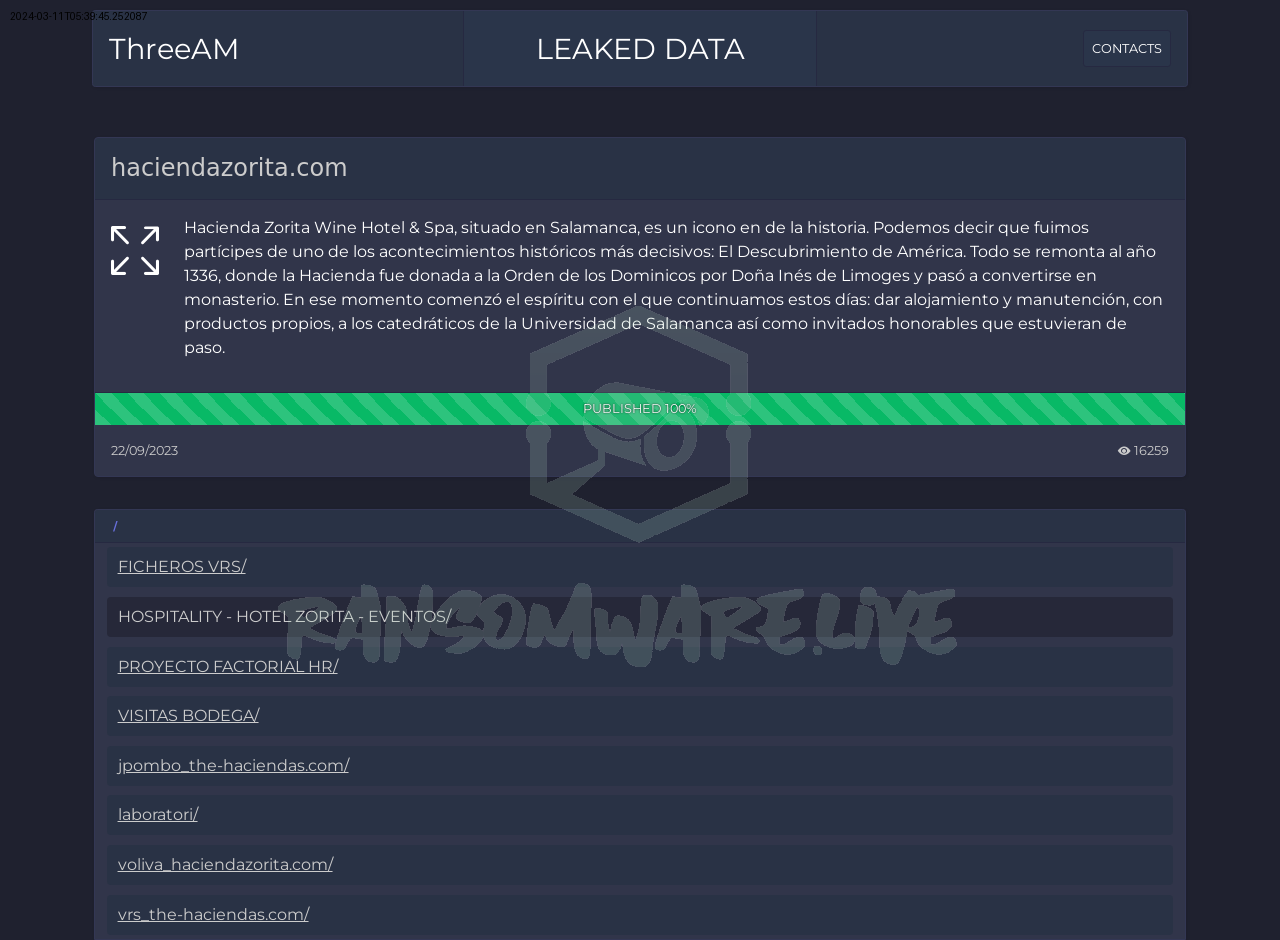 2024-03-11T05:39:45.252087
ThreeAM
LEAKED DATA
CONTACTS
haciendazorita.com
Hacienda Zorita Wine Hotel & Spa, situado en Salamanca, es un icono en de la historia. Podemos decir que fuimos
partícipes de uno de los acontecimientos históricos más decisivos: El Descubrimiento de América. Todo se remonta al año
1336, donde la Hacienda fue donada a la Orden de los Dominicos por Doña Inés de Limoges y pasó a convertirse en
monasterio. En ese momento comenzó el espíritu con el que continuamos estos días: dar alojamiento y manutención, con
productos propios, a los catedráticos de la Universidad de Salamanca así como invitados honorables que estuvieran de
paso.
PUBLISHED 100%
22/09/2023
16259
/
FICHEROS VRS/
HOSPITALITY - HOTEL ZORITA - EVENTOS/
RANSOMWARE.LIVE
PROYECTO FACTORIAL HR/
VISITAS BODEGA/
jpombo_the-haciendas.com/
laboratori/
voliva_haciendazorita.com/
vrs_the-haciendas.com/